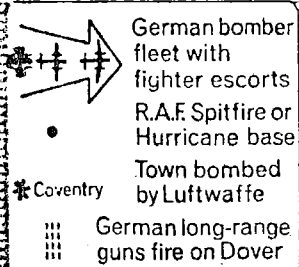 German bomber
fleet with
fighter escorts
R.A.F. Spitfire or
Hurricane base
Town bombed
Coventry by Luftwaffe
German long-range
guns fire on Dover